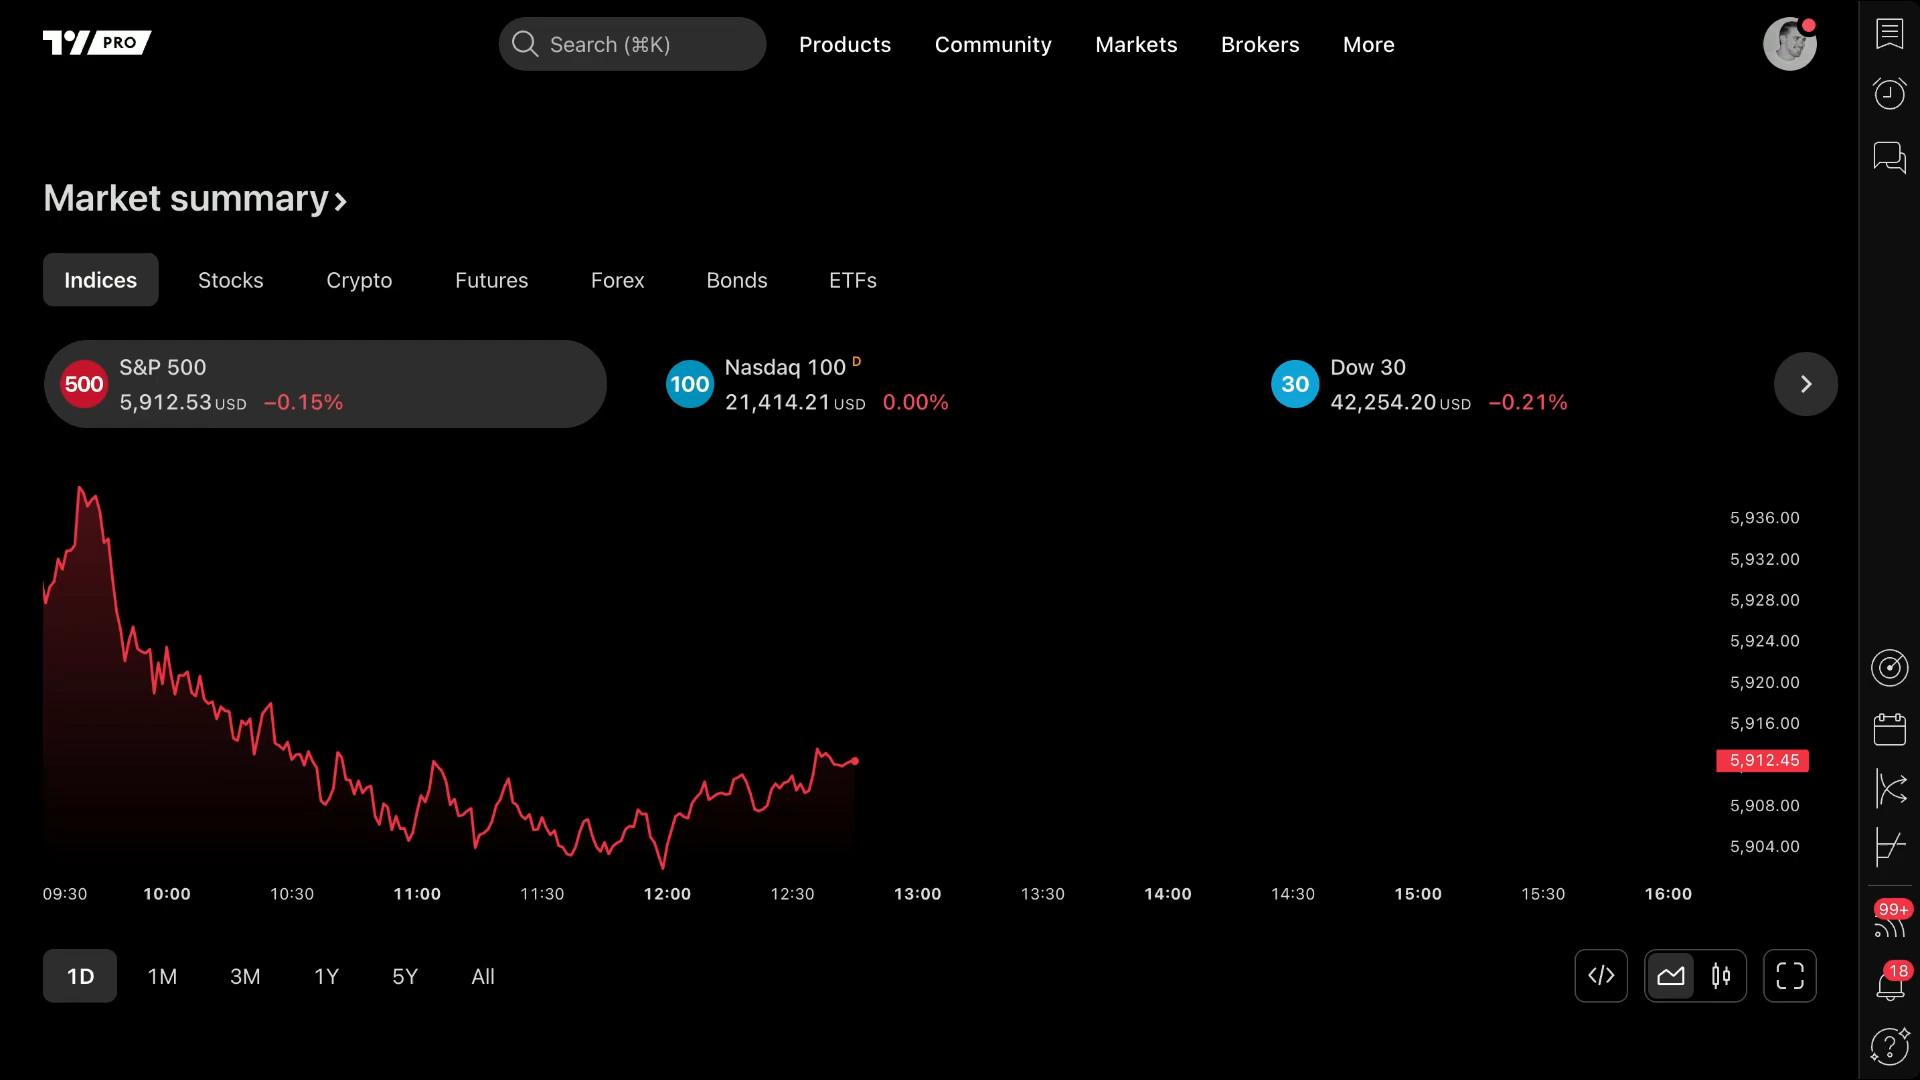 TV PRO
Search (⌘K)
Products
Community
Markets
Brokers
More
Market summary
Indices
Stocks
Crypto
Futures
Forex
Bonds
ETFs
500
S&P 500
5,912.53 USD −0.15%
100
Nasdaq 100 D
21,414.21 USD 0.00%
30
Dow 30
42,254.20 USD −0.21%
5,936.00
5,932.00
5,928.00
5,924.00
5,920.00
5,916.00
5,912.45
5,908.00
5,904.00
09:30 10:00 10:30 11:00 11:30 12:00 12:30 13:00 13:30 14:00 14:30 15:00 15:30 16:00
1D
1M
3M
1Y
5Y
All
99+
18